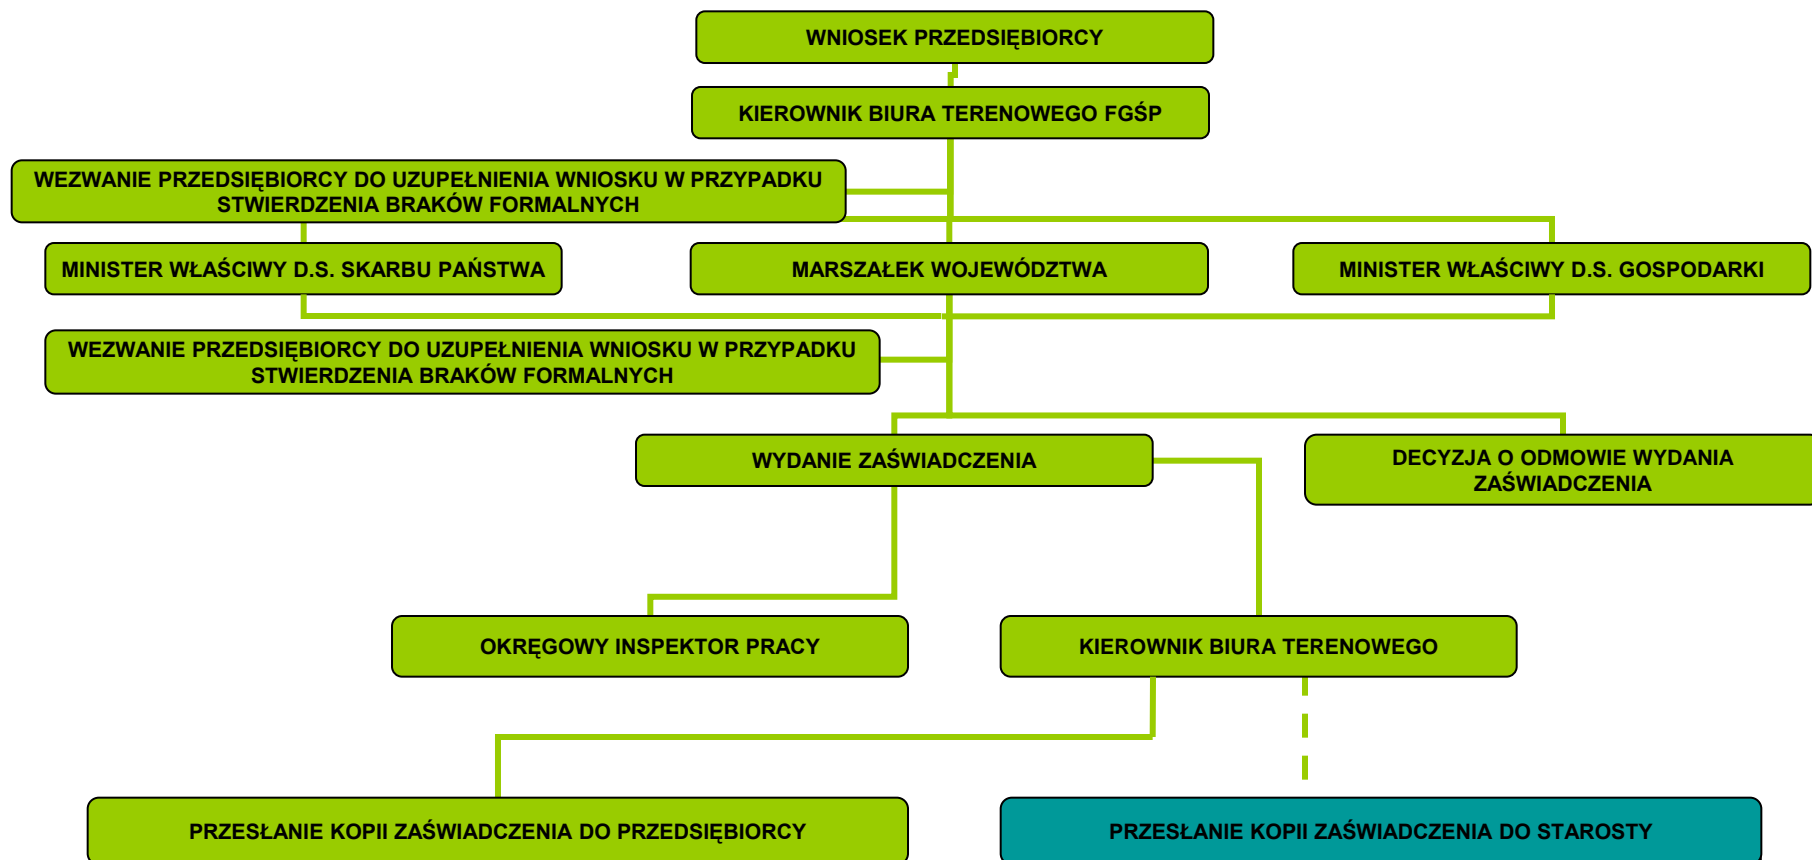 WNIOSEK PRZEDSIĘBIORCY
KIEROWNIK BIURA TERENOWEGO FGŚP
WEZWANIE PRZEDSIĘBIORCY DO UZUPEŁNIENIA WNIOSKU W PRZYPADKU
STWIERDZENIA BRAKÓW FORMALNYCH
MINISTER WŁAŚCIWY D.S. SKARBU PAŃSTWA
MARSZAŁEK WOJEWÓDZTWA
MINISTER WŁAŚCIWY D.S. GOSPODARKI
WEZWANIE PRZEDSIĘBIORCY DO UZUPEŁNIENIA WNIOSKU W PRZYPADKU
STWIERDZENIA BRAKÓW FORMALNYCH
WYDANIE ZAŚWIADCZENIA
DECYZJA O ODMOWIE WYDANIA
ZAŚWIADCZENIA
OKRĘGOWY INSPEKTOR PRACY
KIEROWNIK BIURA TERENOWEGO
PRZESŁANIE KOPII ZAŚWIADCZENIA DO PRZEDSIĘBIORCY
PRZESŁANIE KOPII ZAŚWIADCZENIA DO STAROSTY